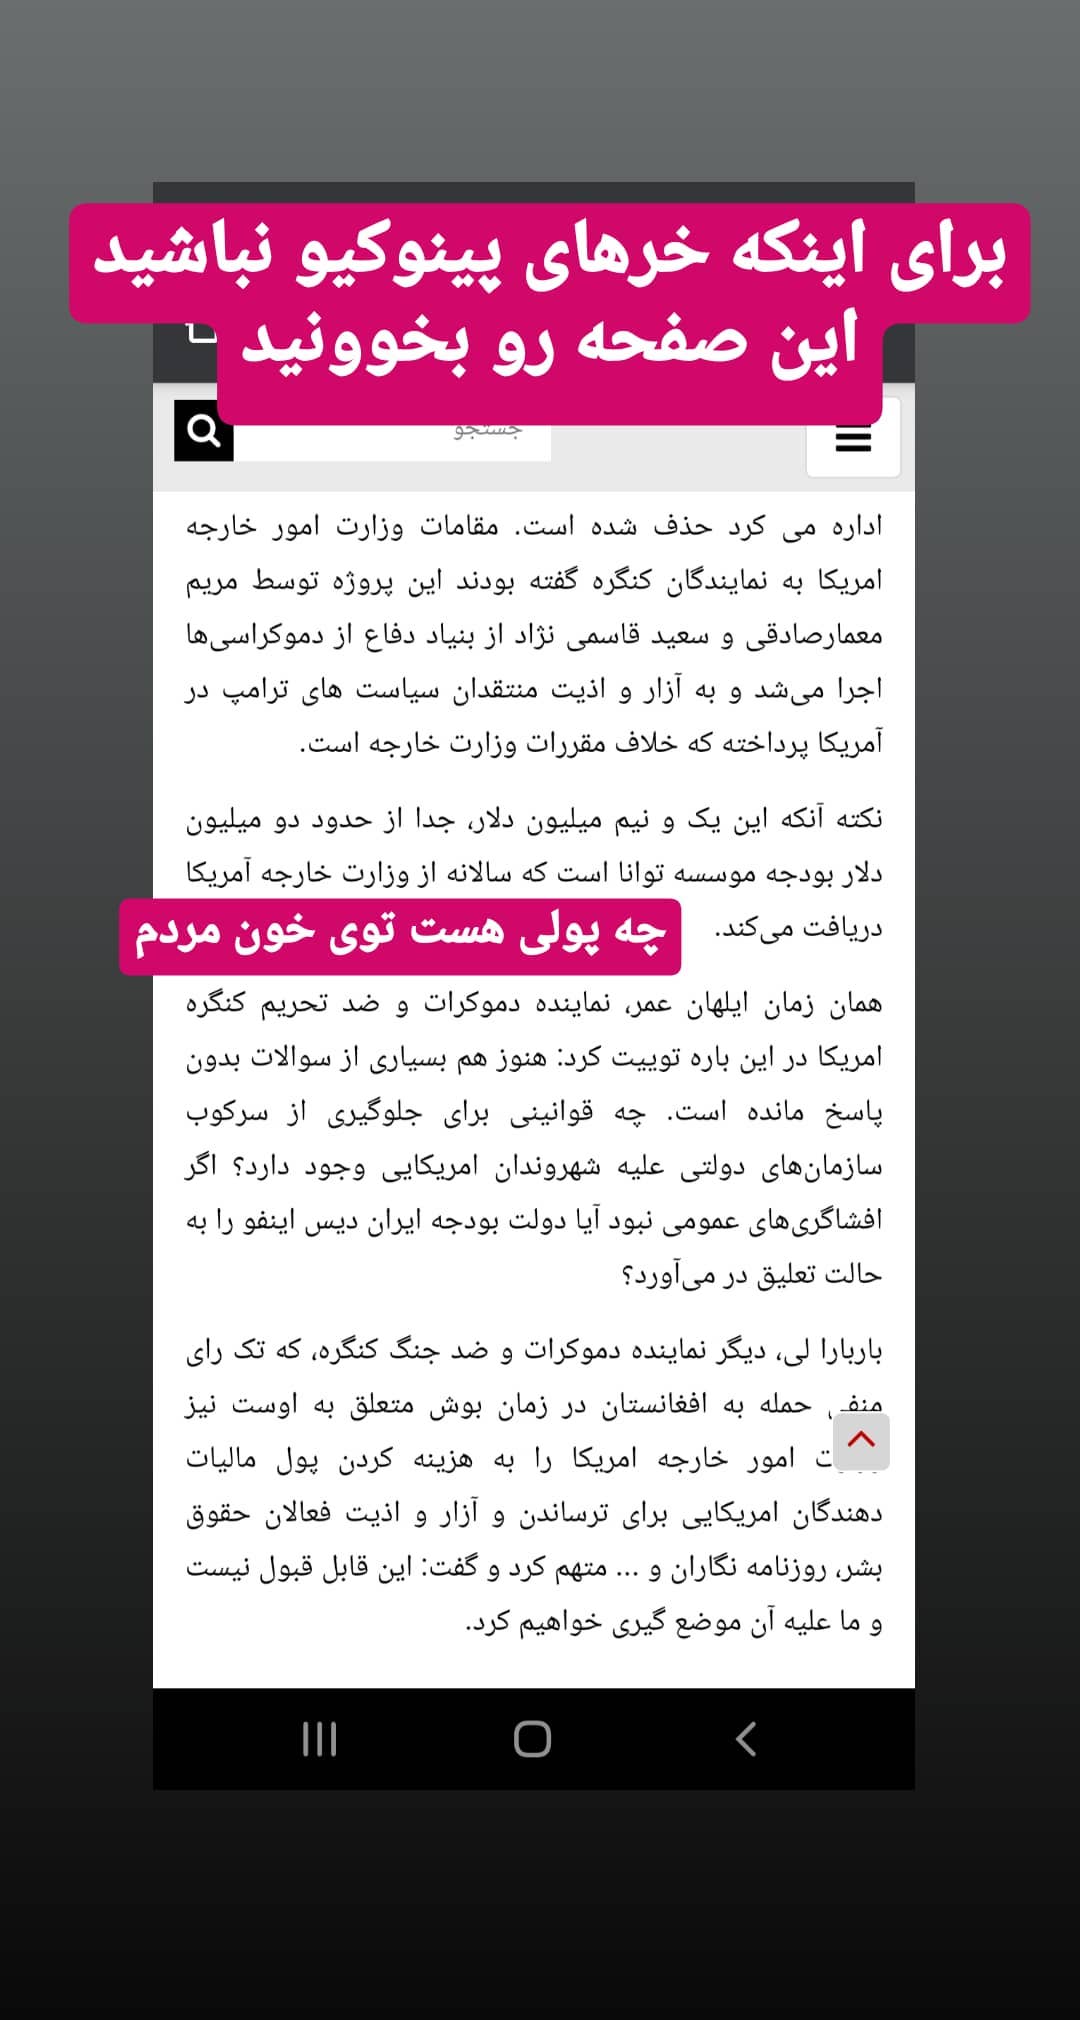 برای اینکه خرهای پینوکیو نباشید
این صفحه رو بخوونید
جستجو
اداره می کرد حذف شده است. مقامات وزارت امور خارجه
امریکا به نمایندگان کنگره گفته بودند این پروژه توسط مریم
معمارصادقی و سعید قاسمی نژاد از بنیاد دفاع از دموکراسی‌ها
اجرا می‌شد و به آزار و اذیت منتقدان سیاست های ترامپ در
آمریکا پرداخته که خلاف مقررات وزارت خارجه است.
نکته آنکه این یک و نیم میلیون دلار، جدا از حدود دو میلیون
دلار بودجه موسسه توانا است که سالانه از وزارت خارجه آمریکا
دریافت می‌کند.
چه پولی هست توی خون مردم
همان زمان ایلهان عمر، نماینده دموکرات و ضد تحریم کنگره
امریکا در این باره توییت کرد: هنوز هم بسیاری از سوالات بدون
پاسخ مانده است. چه قوانینی برای جلوگیری از سرکوب
سازمان‌های دولتی علیه شهروندان امریکایی وجود دارد؟ اگر
افشاگری‌های عمومی نبود آیا دولت بودجه ایران دیس اینفو را به
حالت تعلیق در می‌آورد؟
باربارا لی، دیگر نماینده دموکرات و ضد جنگ کنگره، که تک رای
منفی حمله به افغانستان در زمان بوش متعلق به اوست نیز
امور خارجه امریکا را به هزینه کردن پول مالیات
دهندگان امریکایی برای ترساندن و آزار و اذیت فعالان حقوق
بشر، روزنامه نگاران و ... متهم کرد و گفت: این قابل قبول نیست
و ما علیه آن موضع گیری خواهیم کرد.